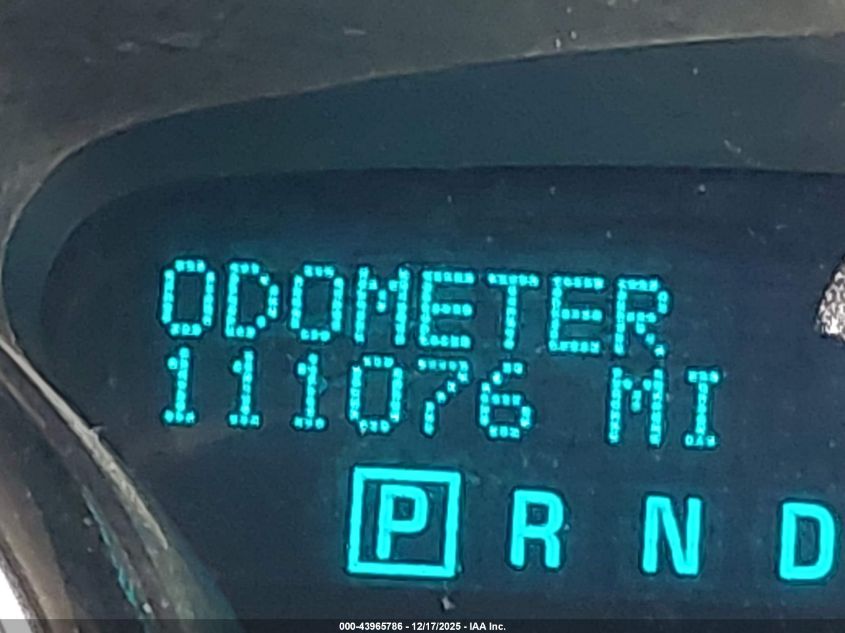 ODOMETER
111076 MI
P R N D
000-43965786 - 12/17/2025 - IAA Inc.